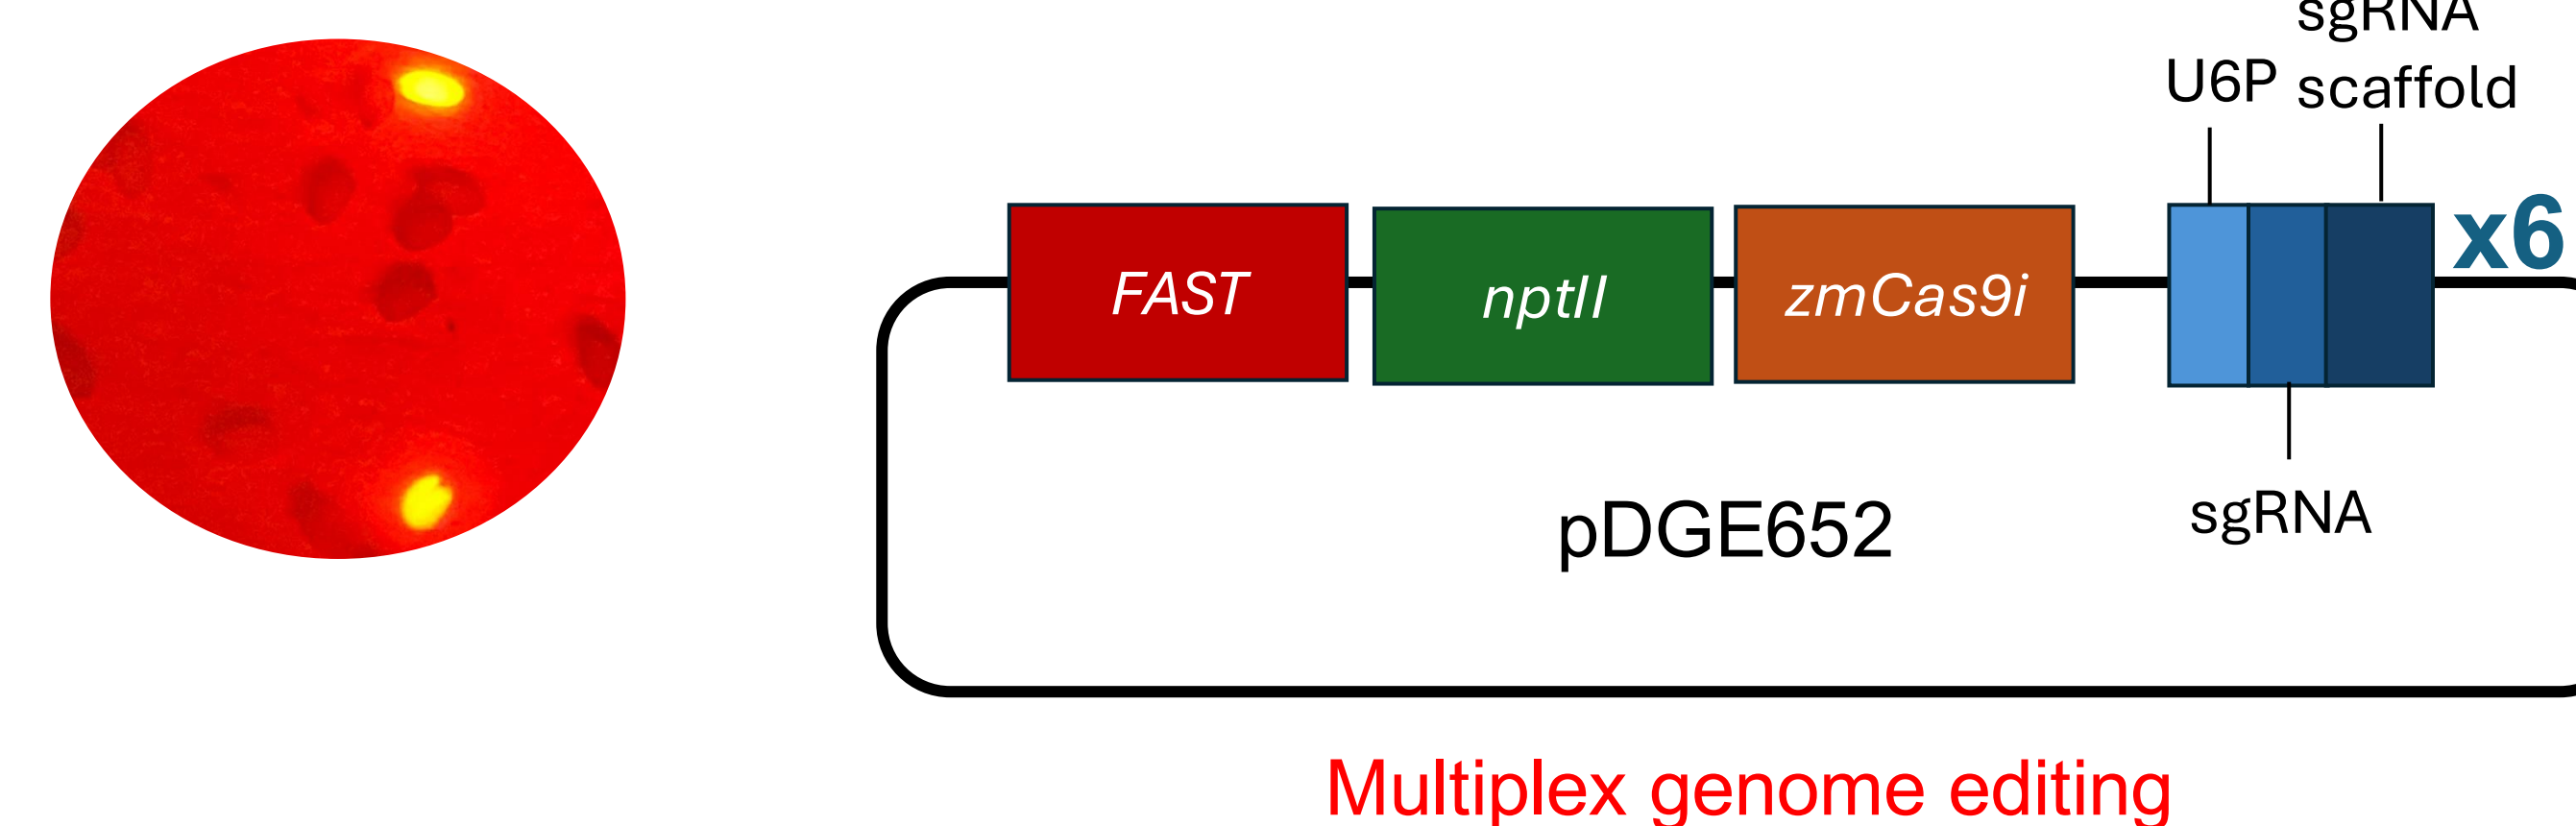 sgRNA
U6P scaffold
x6
FAST nptII zmCas9i
pDGE652
sgRNA
Multiplex genome editing